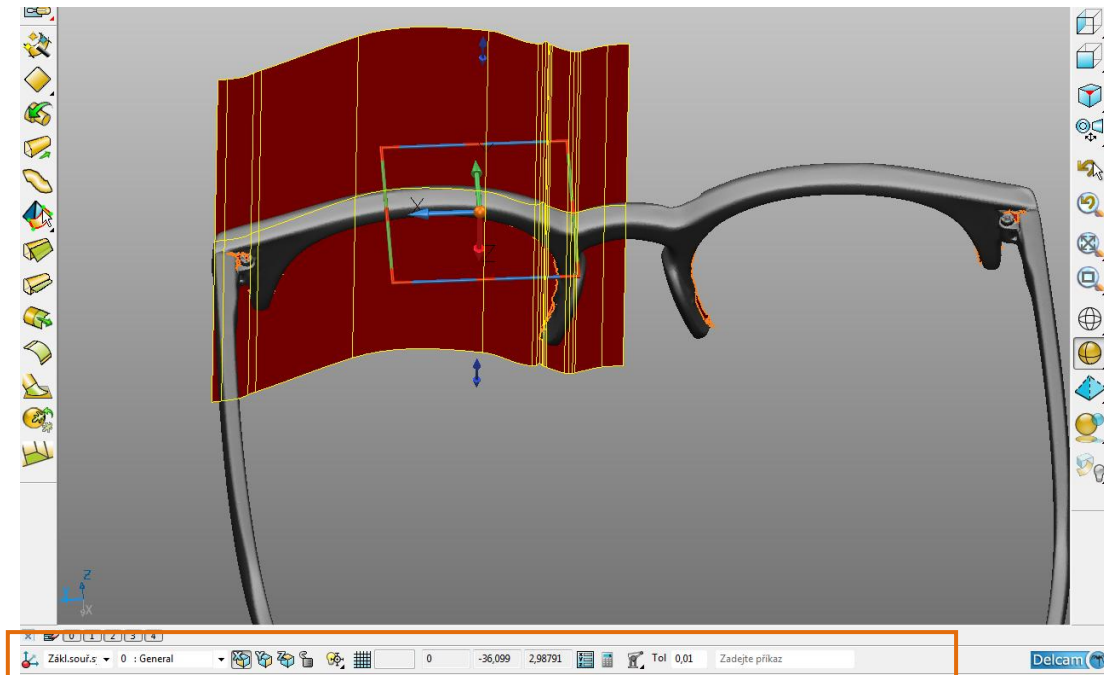 X
Z
Z
X
0 1 2 3 4
Zákl.souř.s 0 : General 0 -36,099 2,98791 Tol 0,01 Zadejte příkaz Delcam